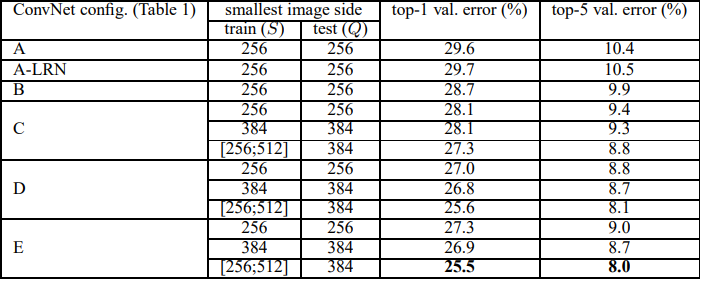 ConvNet config. (Table 1) smallest image side top-1 val. error (%) top-5 val. error (%)
train (S) test (Q)
A 256 256 29.6 10.4
A-LRN 256 256 29.7 10.5
B 256 256 28.7 9.9
C 256 256 28.1 9.4
384 384 28.1 9.3
[256;512] 384 27.3 8.8
D 256 256 27.0 8.8
384 384 26.8 8.7
[256;512] 384 25.6 8.1
E 256 256 27.3 9.0
384 384 26.9 8.7
[256;512] 384 25.5 8.0